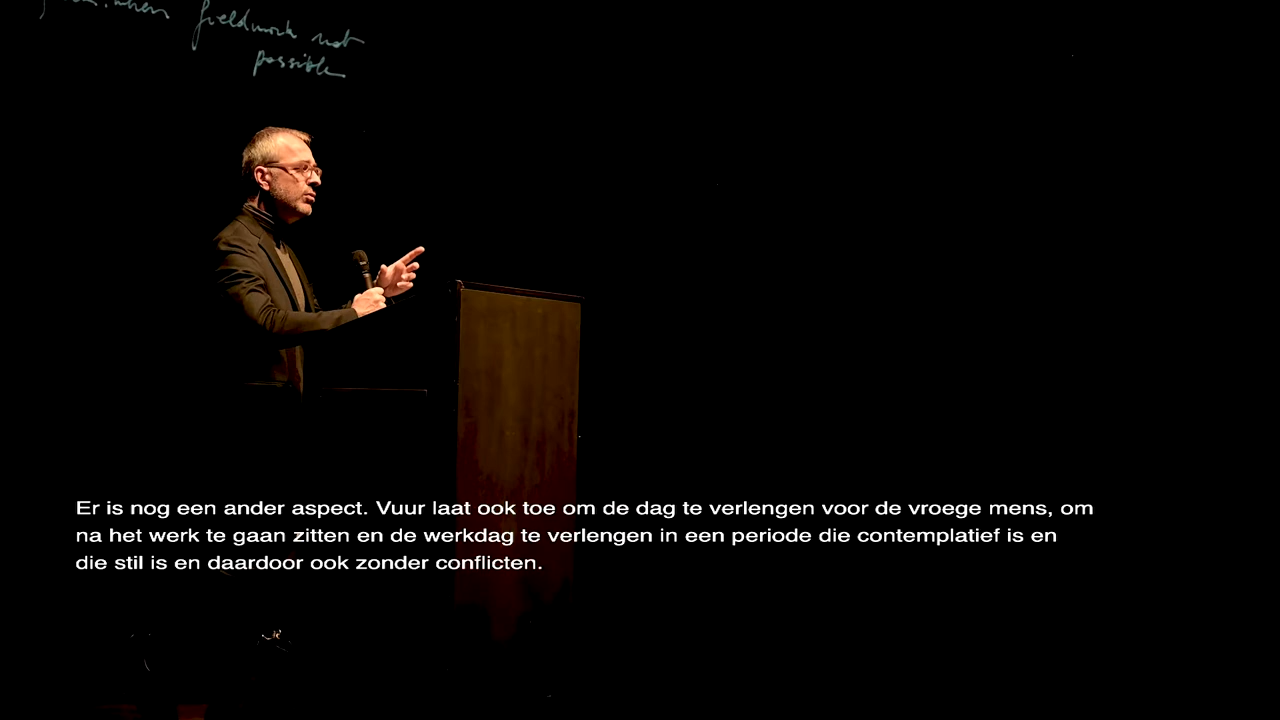 when fieldwork not
possible
Er is nog een ander aspect. Vuur laat ook toe om de dag te verlengen voor de vroege mens, om
na het werk te gaan zitten en de werkdag te verlengen in een periode die contemplatief is en
die stil is en daardoor ook zonder conflicten.